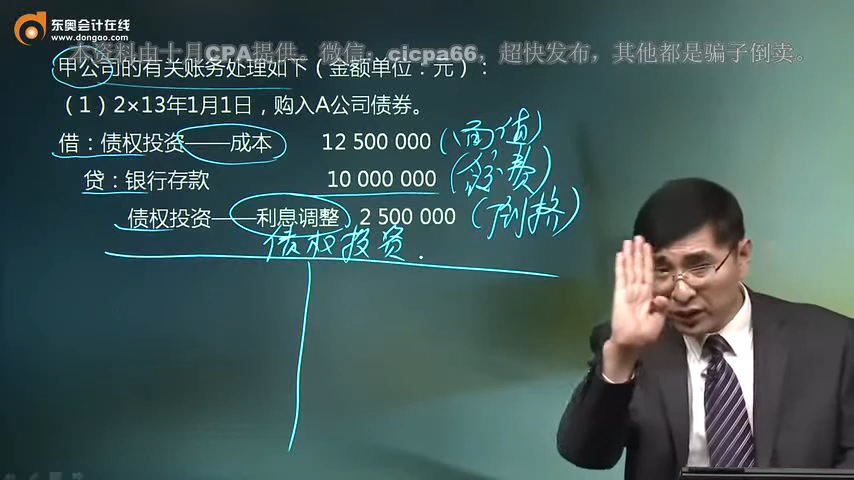 东奥会计在线
www.dongao.com
本资料由十月CPA提供。微信：cicpa66，超快发布，其他都是骗子倒卖。
甲公司的有关账务处理如下（金额单位：元）：
（1）2×13年1月1日，购入A公司债券。
借：债权投资——成本 12 500 000 (面值)
贷：银行存款 10 000 000
债权投资——利息调整 2 500 000 (倒挤)
债权投资.